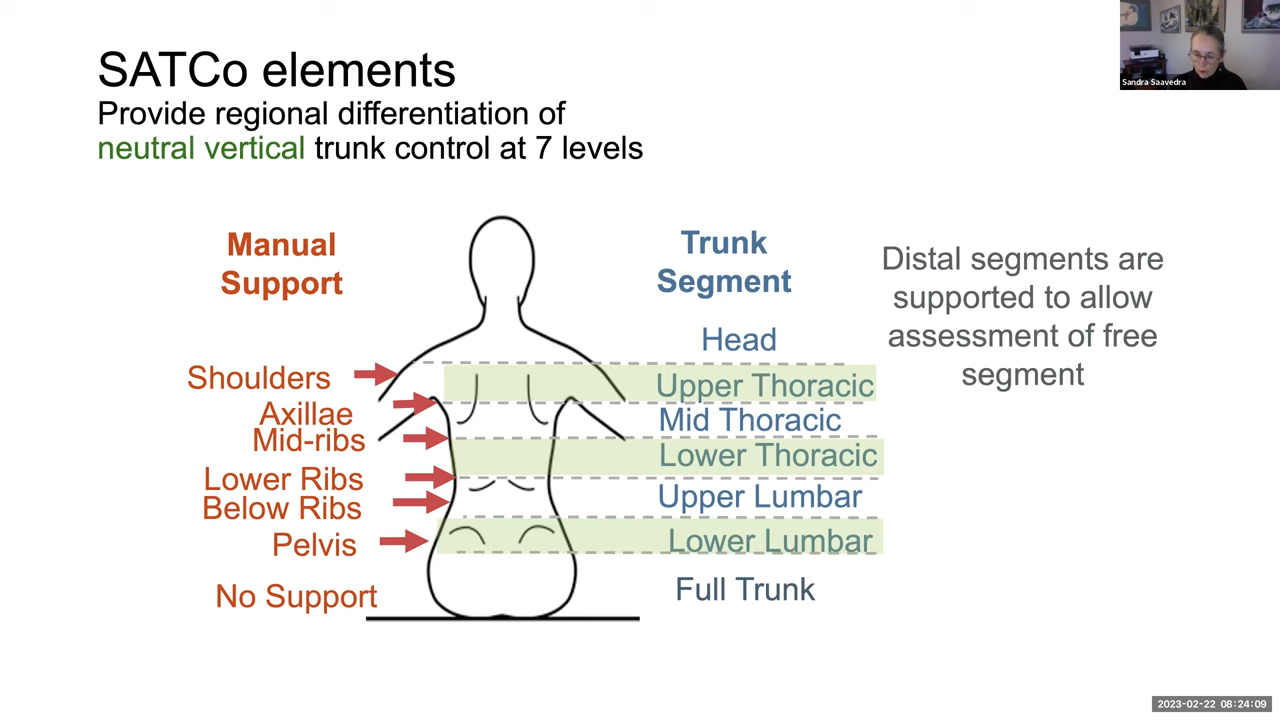 SATCo elements
Provide regional differentiation of
neutral vertical trunk control at 7 levels
Sandra Saavedra
Manual
Support
Shoulders
Axillae
Mid-ribs
Lower Ribs
Below Ribs
Pelvis
No Support
Trunk
Segment
Head
Upper Thoracic
Mid Thoracic
Lower Thoracic
Upper Lumbar
Lower Lumbar
Full Trunk
Distal segments are
supported to allow
assessment of free
segment
2023-02-22 08:24:09